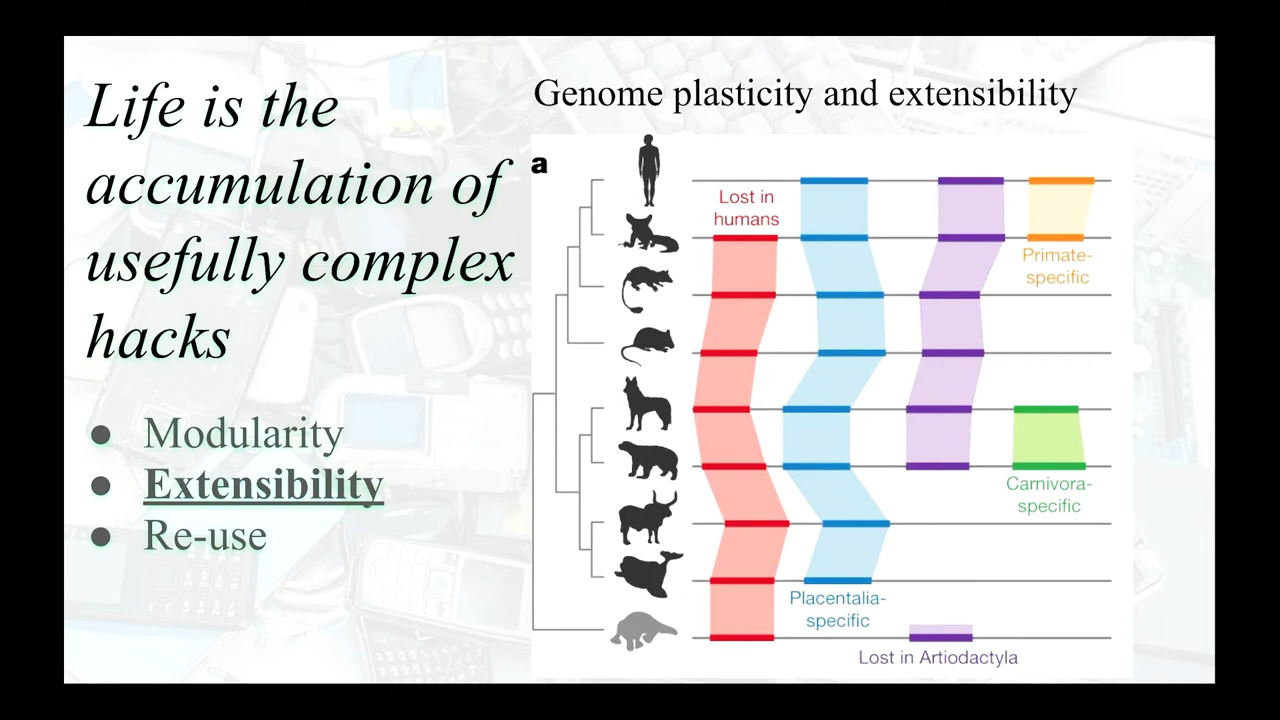 Life is the
accumulation of
usefully complex
hacks
● Modularity
● Extensibility
● Re-use
Genome plasticity and extensibility
a
Lost in
humans
Primate-
specific
Carnivora-
specific
Placentalia-
specific
Lost in Artiodactyla